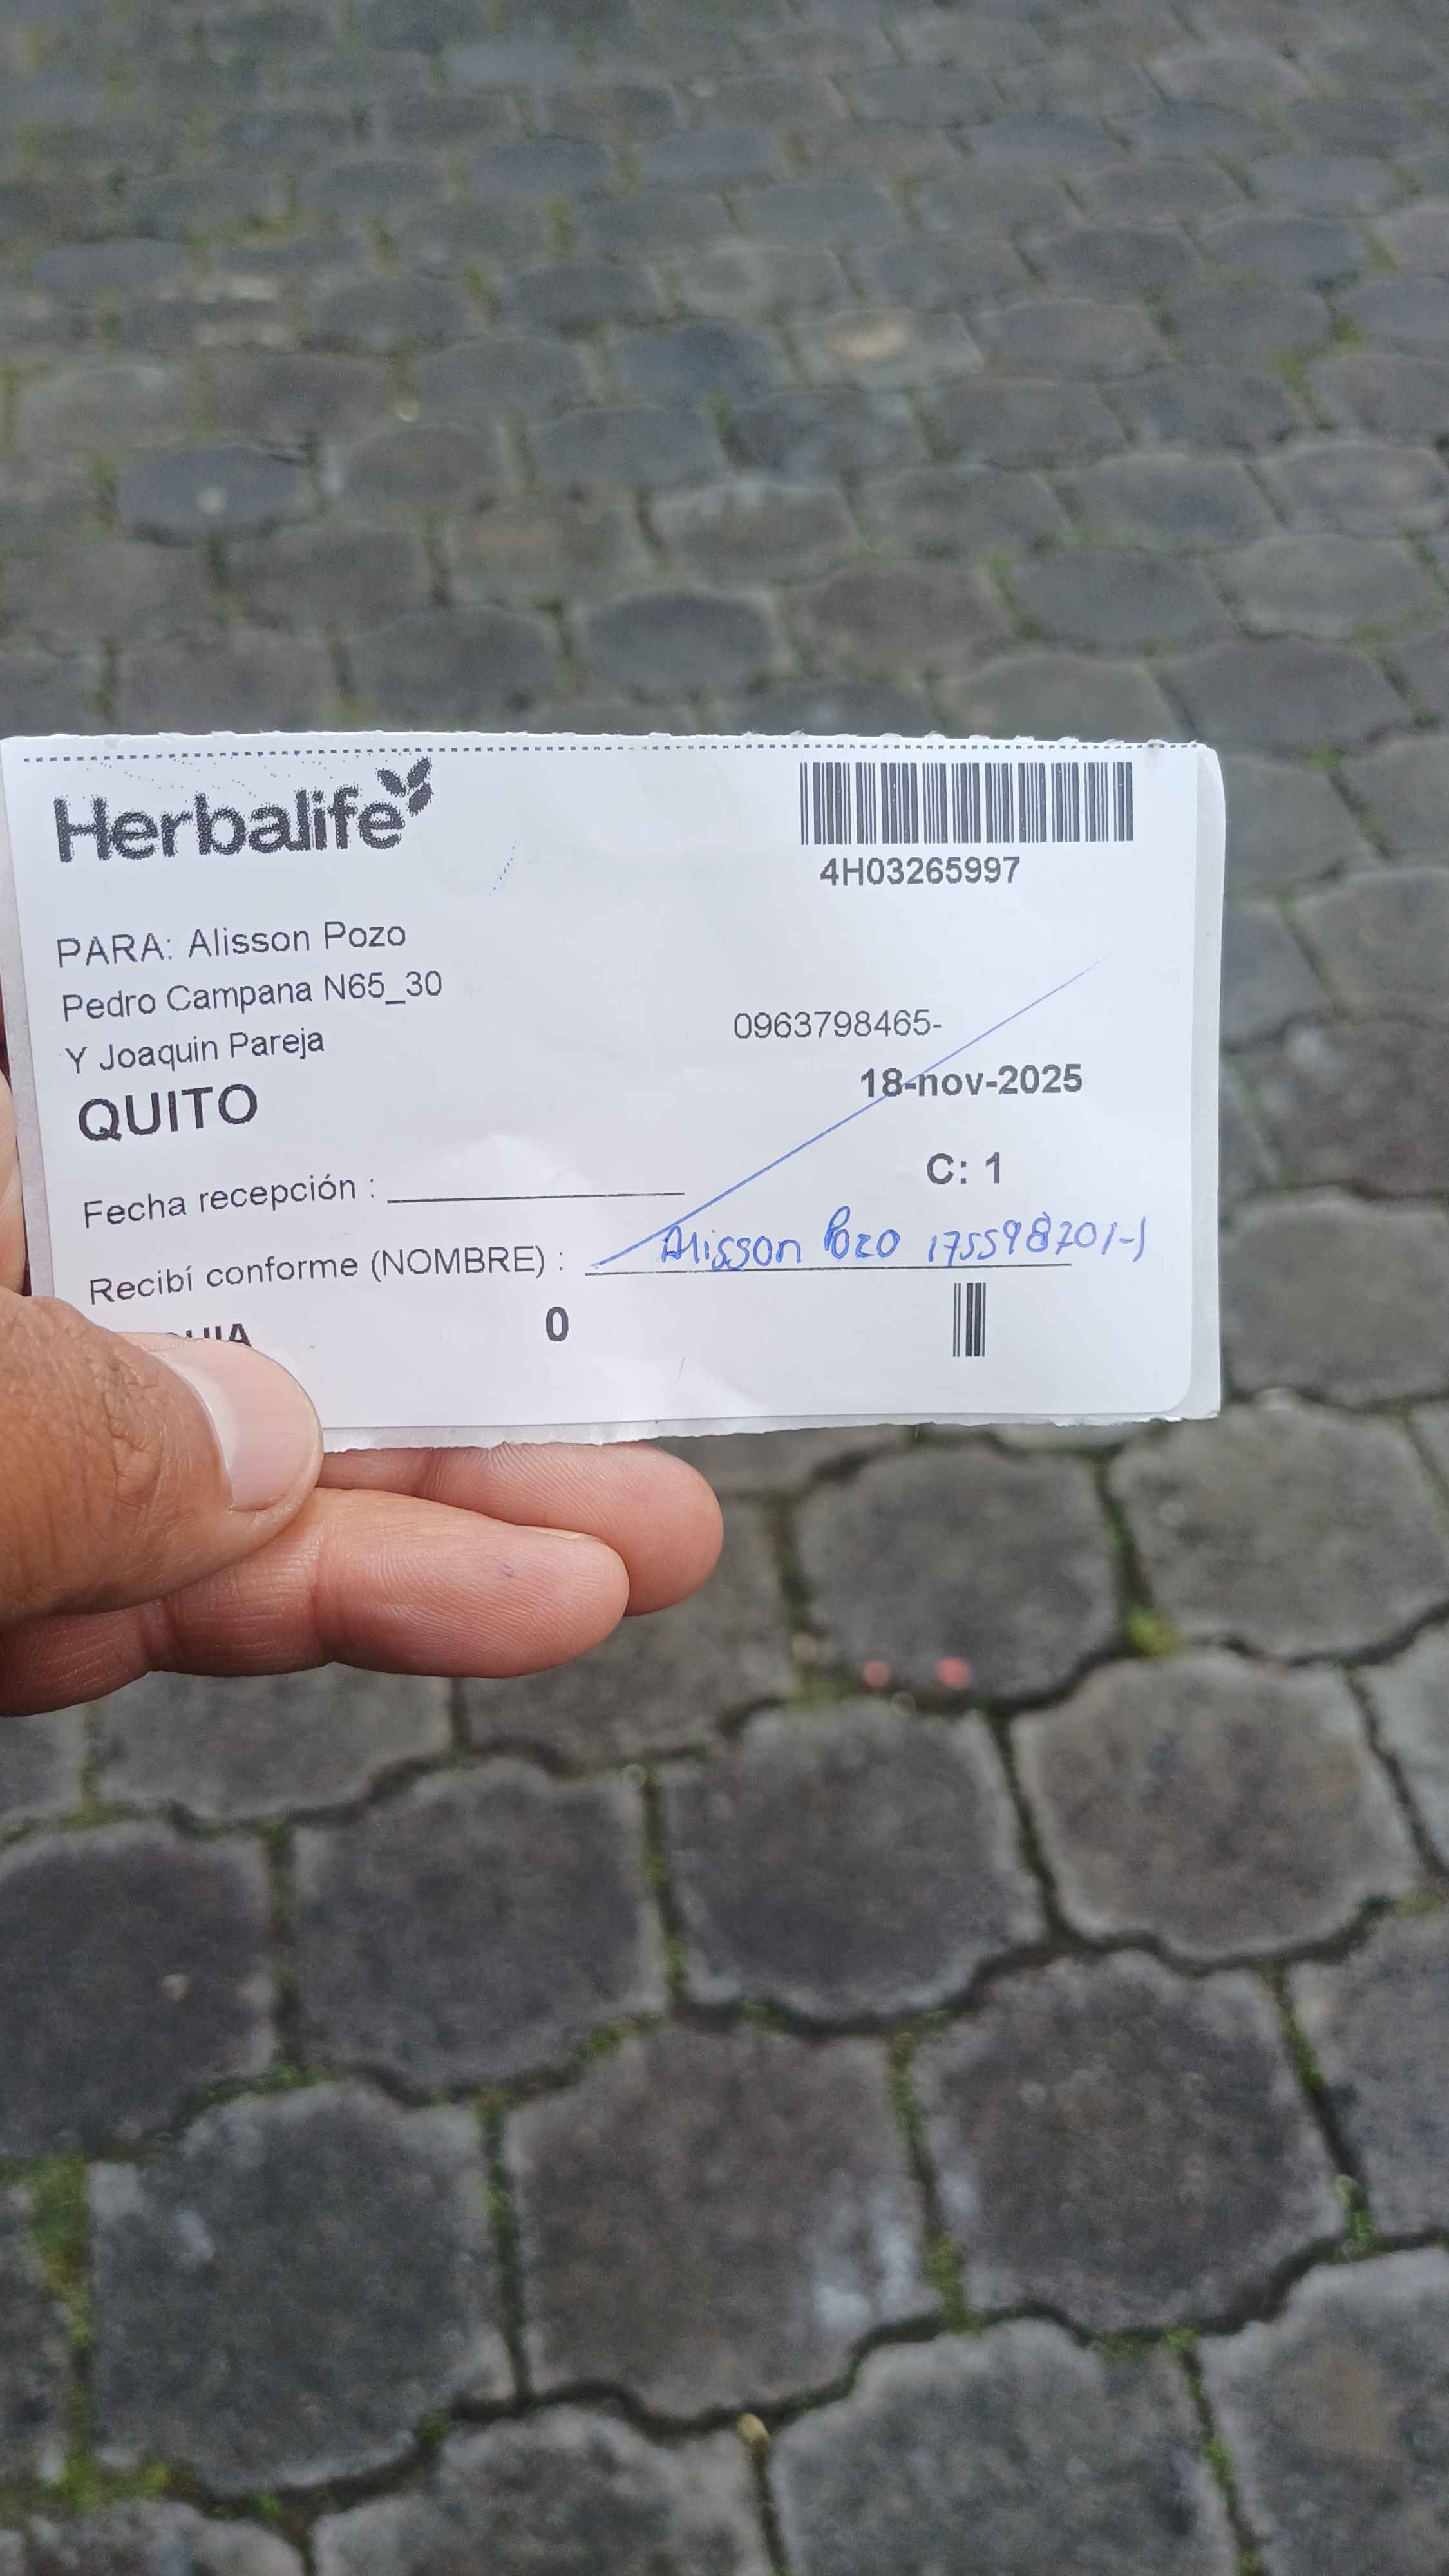 Herbalife
4H03265997
PARA: Alisson Pozo
Pedro Campana N65_30
Y Joaquin Pareja
0963798465-
QUITO
18-nov-2025
C: 1
Fecha recepción :
Recibí conforme (NOMBRE) : Alisson Pozo 175598701-1
0